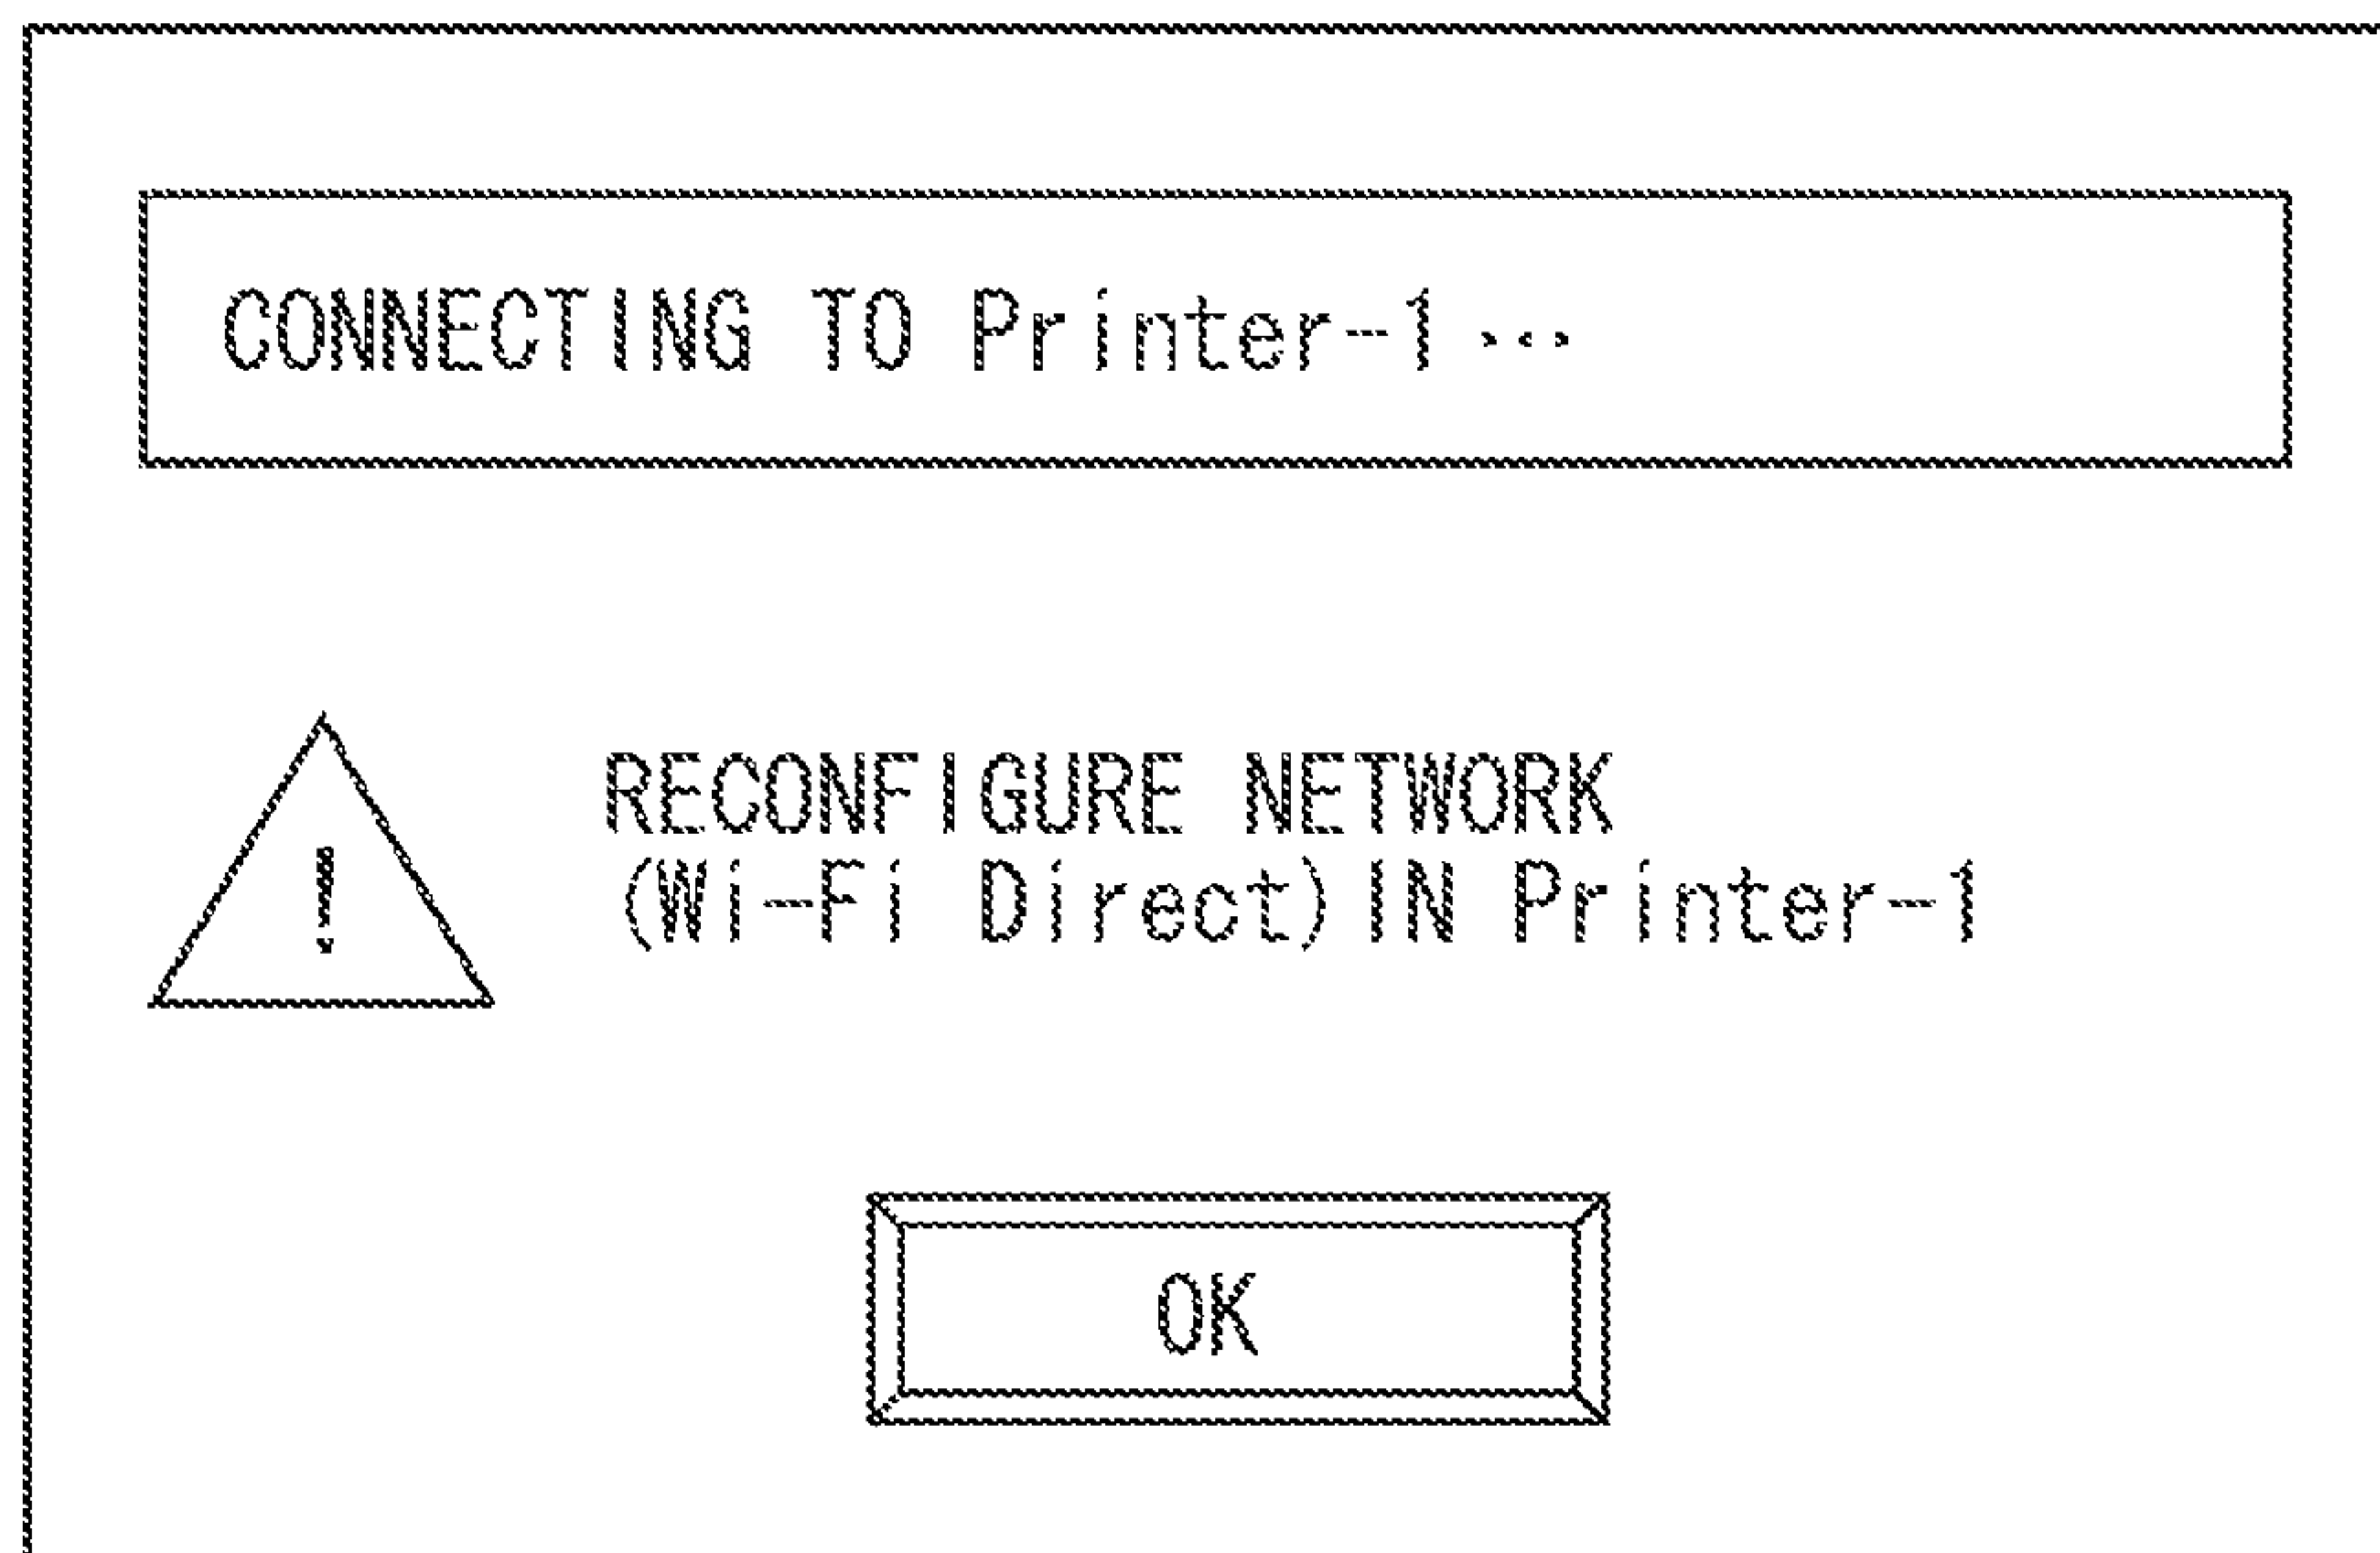 CONNECTING TO Printer-1 ...
!
RECONFIGURE NETWORK
(Wi-Fi Direct)IN Printer-1
OK